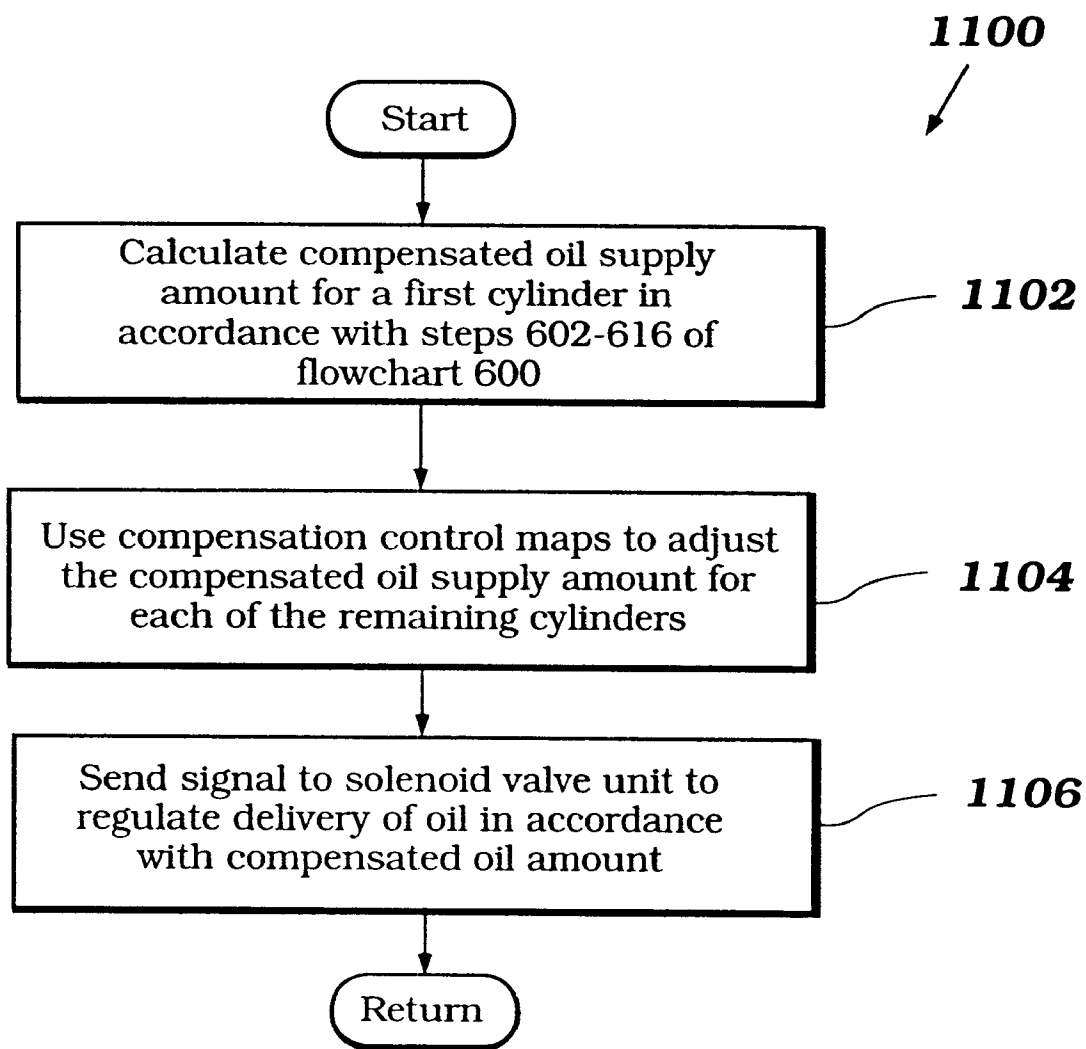 1100
Start
Calculate compensated oil supply
amount for a first cylinder in
accordance with steps 602-616 of
flowchart 600
1102
Use compensation control maps to adjust
the compensated oil supply amount for
each of the remaining cylinders
1104
Send signal to solenoid valve unit to
regulate delivery of oil in accordance
with compensated oil amount
1106
Return